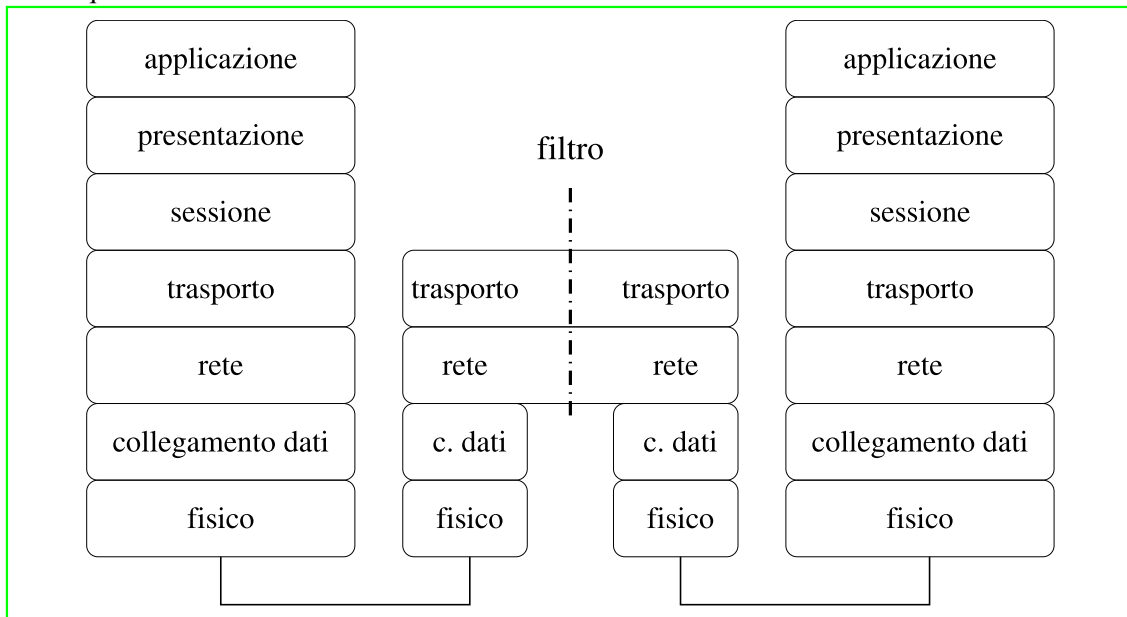 applicazione
presentazione
sessione
trasporto
rete
collegamento dati
fisico
filtro
trasporto trasporto
rete rete
c. dati c. dati
fisico fisico
applicazione
presentazione
sessione
trasporto
rete
collegamento dati
fisico